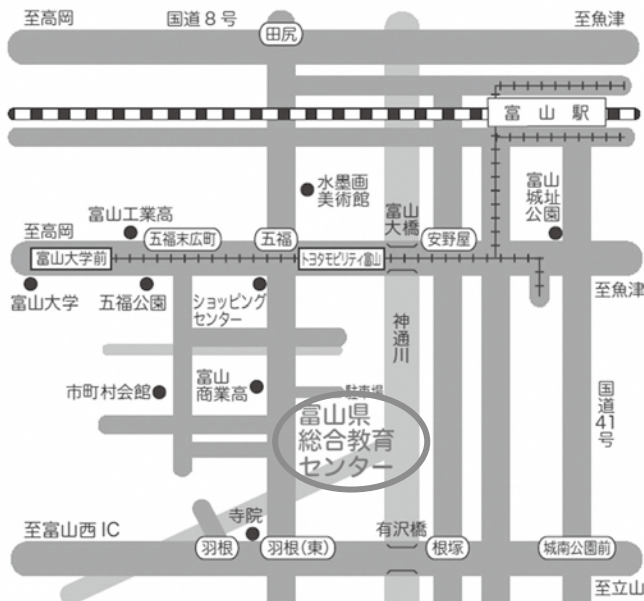 至高岡
国道8号
至魚津
田尻
富山駅
水墨画
美術館
富山
大橋
富山
城址
公園
富山工業高
至高岡
五福末広町
五福
安野屋
富山大学前
トヨタモビリティ富山
富山大学
五福公園
ショッピング
センター
至魚津
神通川
富山
商業高
市町村会館
駐車場
富山県
総合教育
センター
国道41号
寺院
至富山西IC
有沢橋
羽根
羽根(東)
根塚
城南公園前
至立山